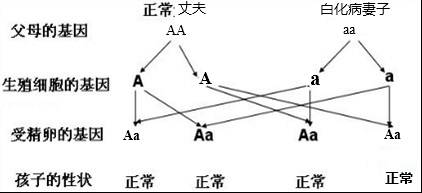 正常 丈夫 白化病妻子
父母的基因 AA aa
生殖细胞的基因 A A a a
受精卵的基因 Aa Aa Aa Aa
孩子的性状 正常 正常 正常 正常